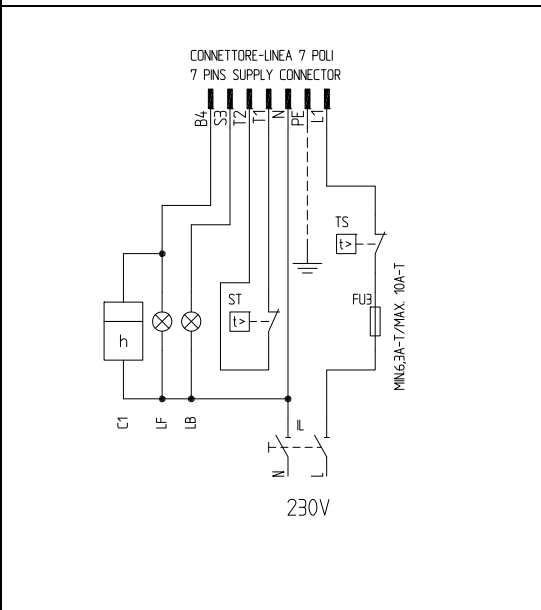 CONNETTORE-LINEA 7 POLI
7 PINS SUPPLY CONNECTOR
B4
S3
T2
T1
N
PE
L1
TS
t>
ST
t>
FU3
MIN.6,3A-T/MAX. 10A-T
h
C1
LF
LB
IL
N
L
230V